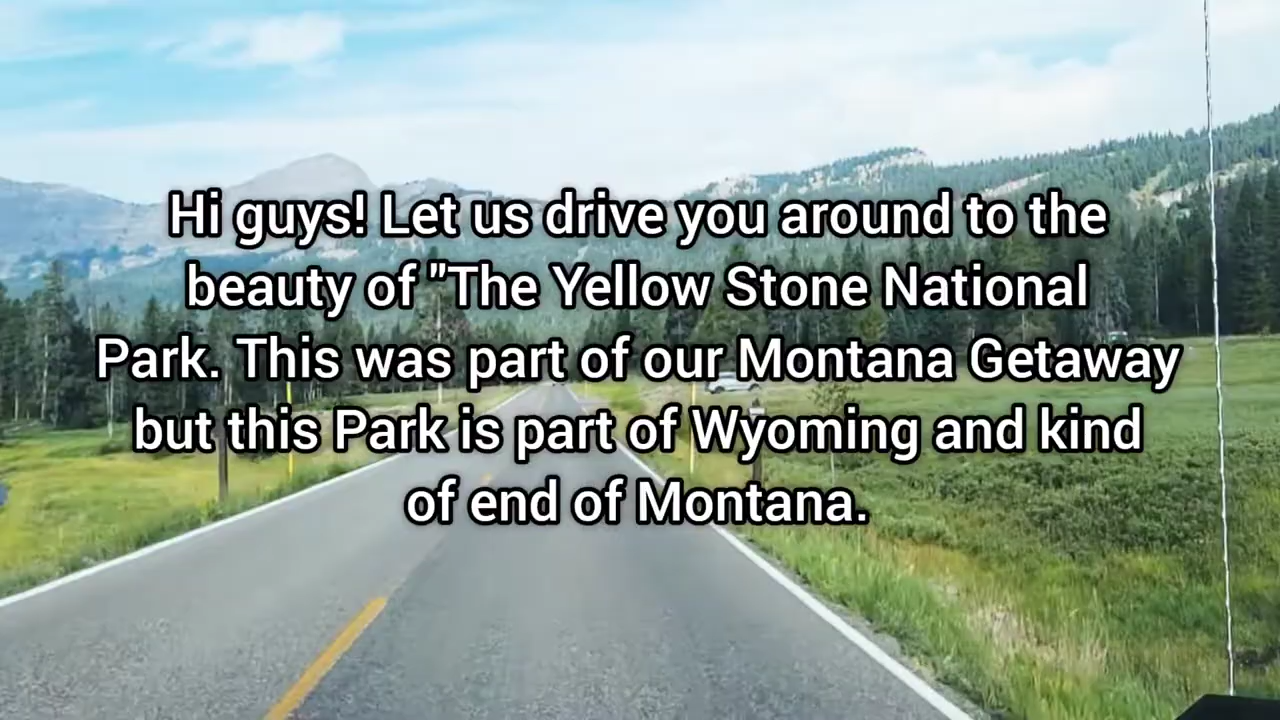 Hi guys! Let us drive you around to the
beauty of "The Yellow Stone National
Park. This was part of our Montana Getaway
but this Park is part of Wyoming and kind
of end of Montana.